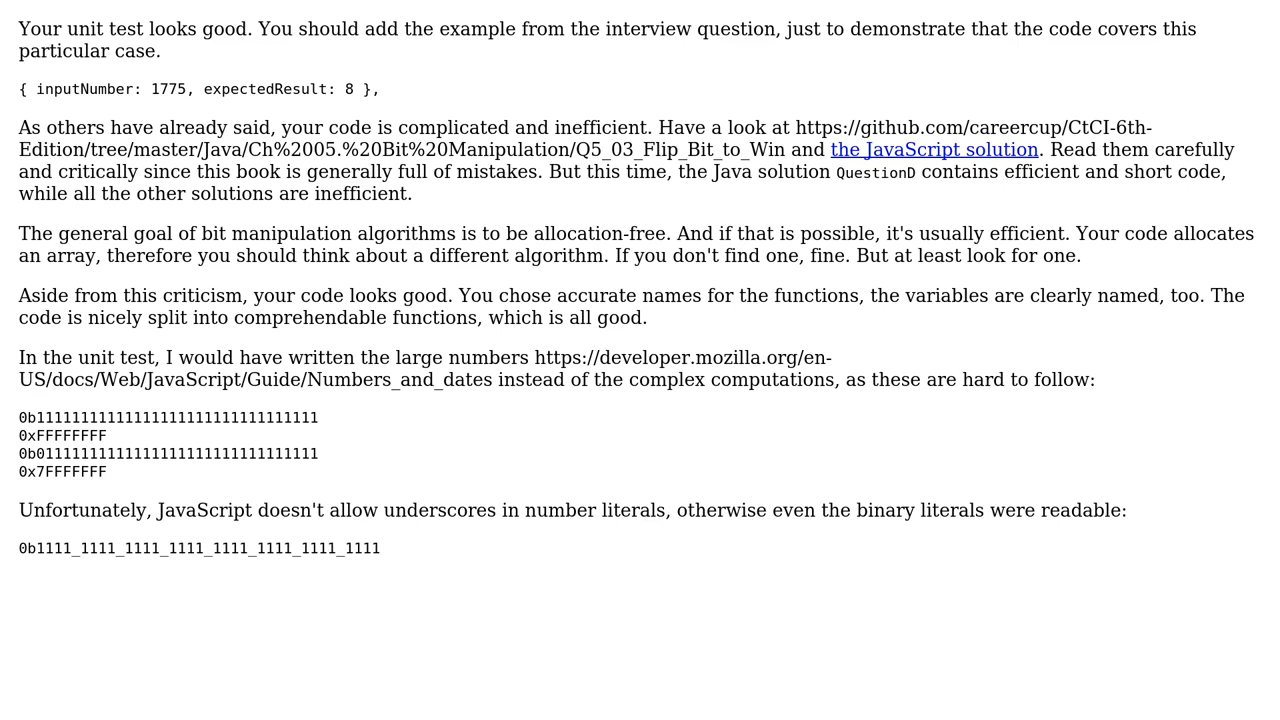 Your unit test looks good. You should add the example from the interview question, just to demonstrate that the code covers this
particular case.
{ inputNumber: 1775, expectedResult: 8 },
As others have already said, your code is complicated and inefficient. Have a look at https://github.com/careercup/CtCI-6th-
Edition/tree/master/Java/Ch%2005.%20Bit%20Manipulation/Q5_03_Flip_Bit_to_Win and the JavaScript solution. Read them carefully
and critically since this book is generally full of mistakes. But this time, the Java solution QuestionD contains efficient and short code,
while all the other solutions are inefficient.
The general goal of bit manipulation algorithms is to be allocation-free. And if that is possible, it's usually efficient. Your code allocates
an array, therefore you should think about a different algorithm. If you don't find one, fine. But at least look for one.
Aside from this criticism, your code looks good. You chose accurate names for the functions, the variables are clearly named, too. The
code is nicely split into comprehendable functions, which is all good.
In the unit test, I would have written the large numbers https://developer.mozilla.org/en-
US/docs/Web/JavaScript/Guide/Numbers_and_dates instead of the complex computations, as these are hard to follow:
0b11111111111111111111111111111111
0xFFFFFFFF
0b01111111111111111111111111111111
0x7FFFFFFF
Unfortunately, JavaScript doesn't allow underscores in number literals, otherwise even the binary literals were readable:
0b1111_1111_1111_1111_1111_1111_1111_1111